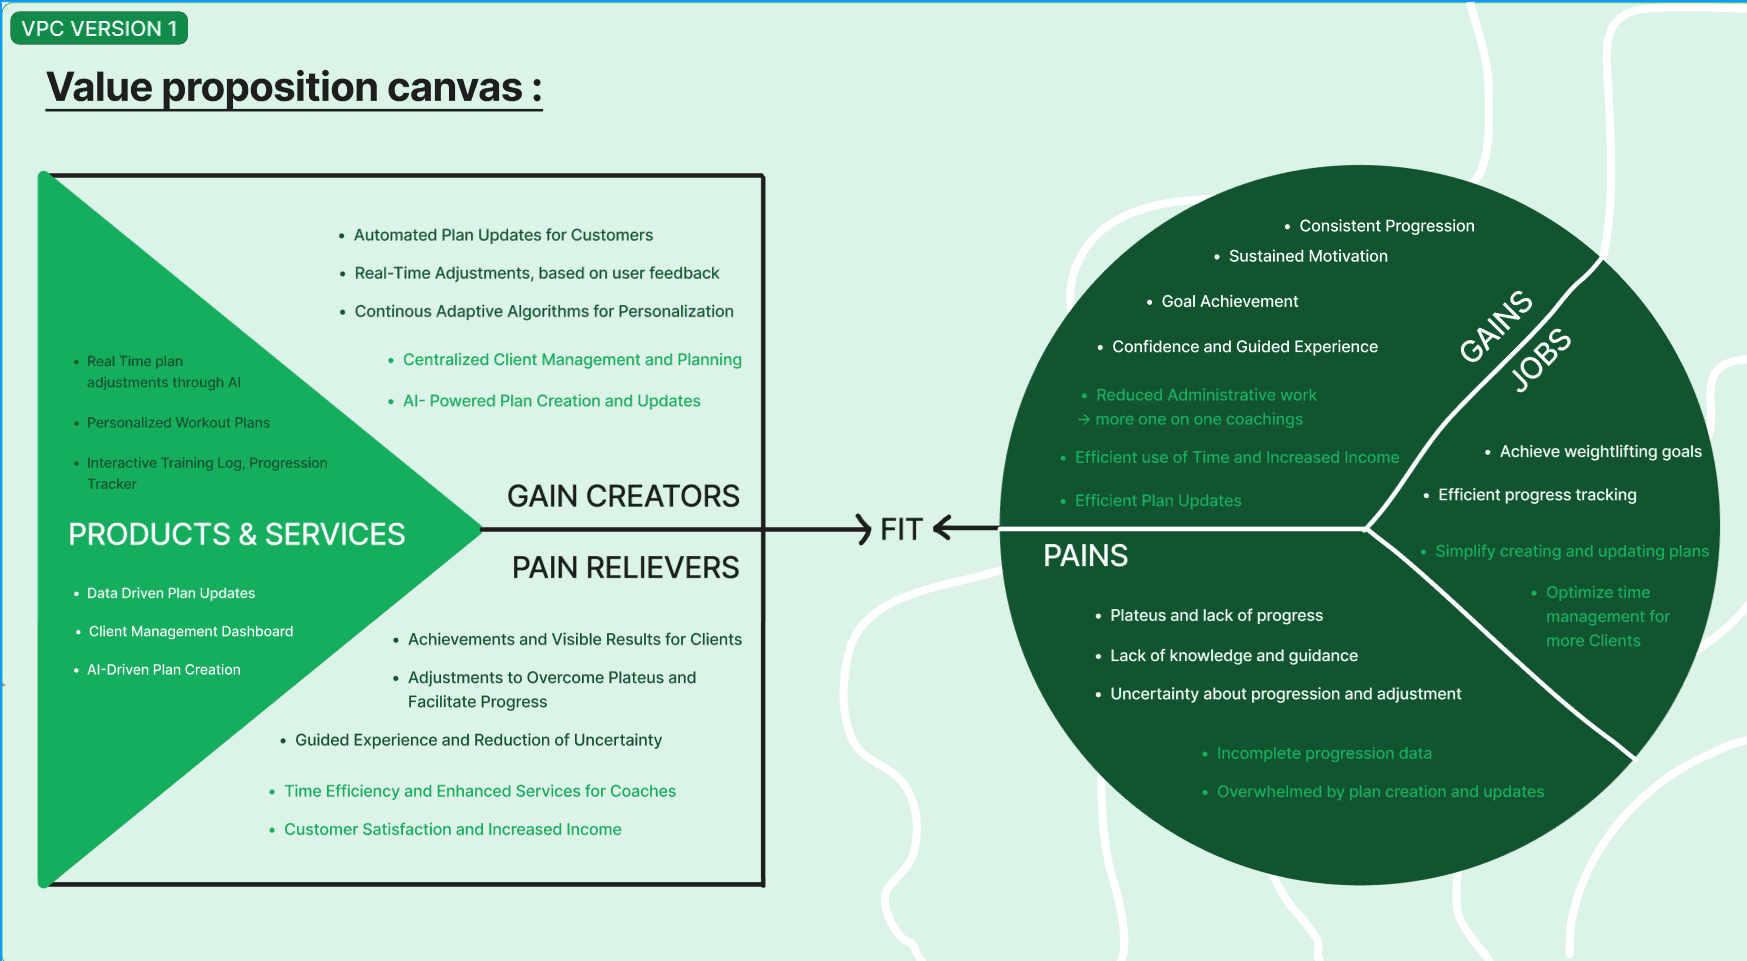 VPC VERSION 1
Value proposition canvas :
• Automated Plan Updates for Customers
• Real-Time Adjustments, based on user feedback
• Continous Adaptive Algorithms for Personalization
• Centralized Client Management and Planning
• AI- Powered Plan Creation and Updates
• Real Time plan
adjustments through AI
• Personalized Workout Plans
• Interactive Training Log, Progression
Tracker
GAIN CREATORS
PRODUCTS & SERVICES
PAIN RELIEVERS
• Data Driven Plan Updates
• Client Management Dashboard
• AI-Driven Plan Creation
• Achievements and Visible Results for Clients
• Adjustments to Overcome Plateus and
Facilitate Progress
• Guided Experience and Reduction of Uncertainty
• Time Efficiency and Enhanced Services for Coaches
• Customer Satisfaction and Increased Income
FIT
• Consistent Progression
• Sustained Motivation
• Goal Achievement
• Confidence and Guided Experience
• Reduced Administrative work
→ more one on one coachings
• Efficient use of Time and Increased Income
• Efficient Plan Updates
GAINS
JOBS
• Achieve weightlifting goals
• Efficient progress tracking
• Simplify creating and updating plans
• Optimize time
management for
more Clients
PAINS
• Plateus and lack of progress
• Lack of knowledge and guidance
• Uncertainty about progression and adjustment
• Incomplete progression data
• Overwhelmed by plan creation and updates